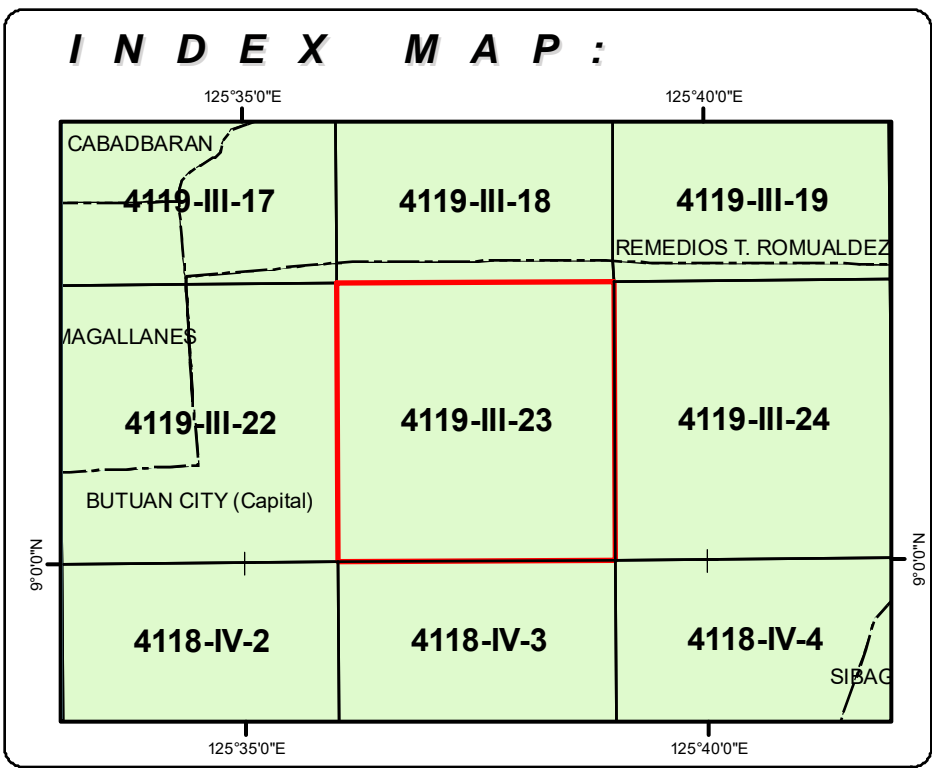 INDEX MAP:
125°35'0"E
125°40'0"E
CABADBARAN
4119-III-17
4119-III-18
4119-III-19
REMEDIOS T. ROMUALDEZ
MAGALLANES
4119-III-22
4119-III-23
4119-III-24
BUTUAN CITY (Capital)
9°0'0"N
9°0'0"N
4118-IV-2
4118-IV-3
4118-IV-4
SIBAG
125°35'0"E
125°40'0"E